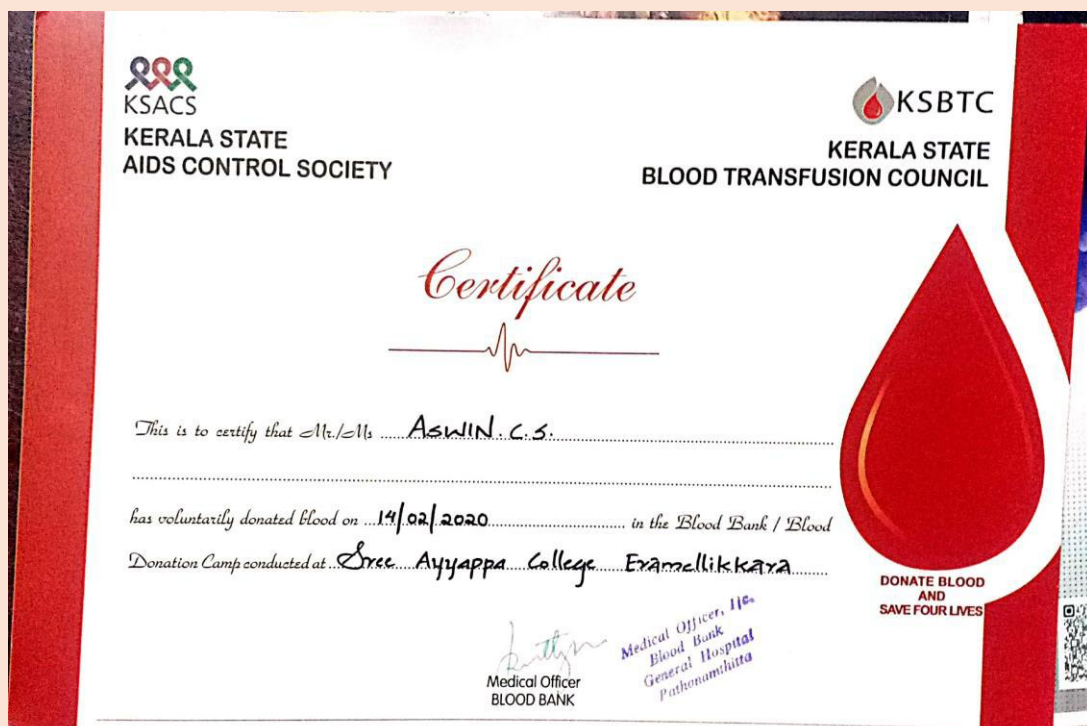 KSACS
KERALA STATE
AIDS CONTROL SOCIETY
KSBTC
KERALA STATE
BLOOD TRANSFUSION COUNCIL
Certificate
This is to certify that Mr./Ms ASWIN. C. S.
has voluntarily donated blood on 14/02/2020 in the Blood Bank / Blood
Donation Camp conducted at Sree Ayyappa College Eramellikkara
DONATE BLOOD
AND
SAVE FOUR LIVES
Medical Officer
BLOOD BANK
Medical Officer, I/c.
Blood Bank
General Hospital
Pathanamthitta